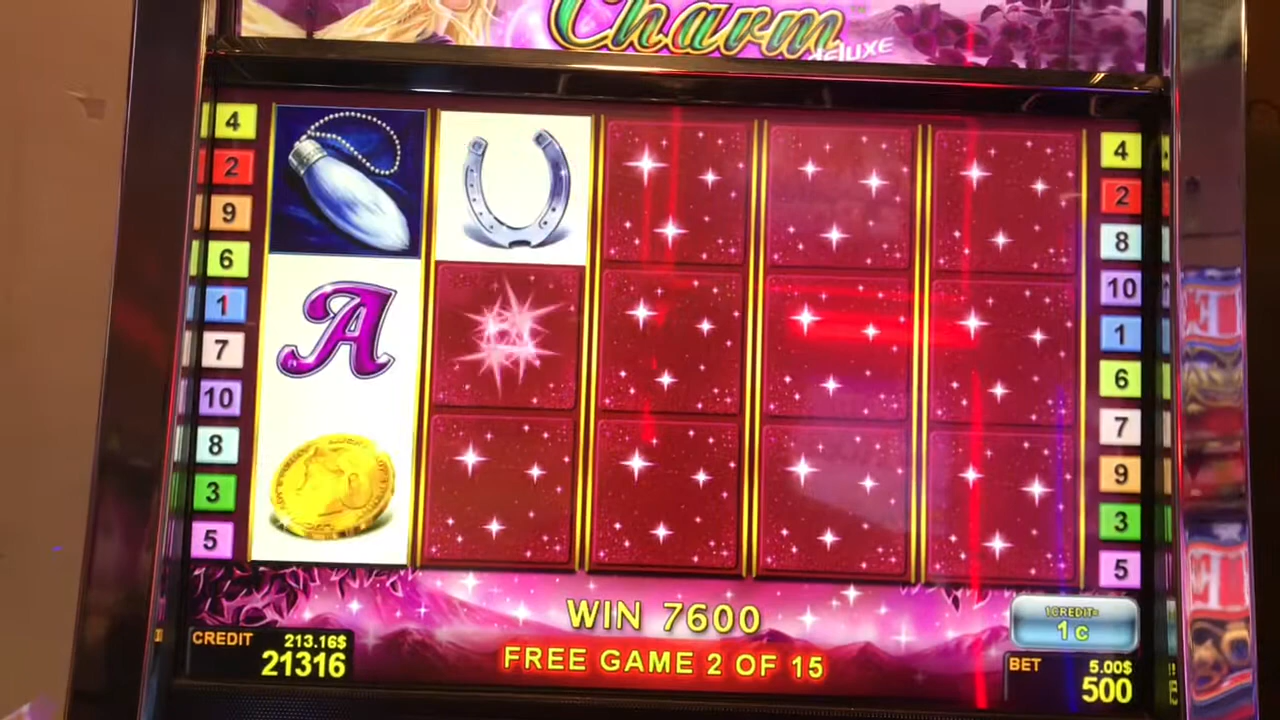 Charm
deluxe
4
2
9
6
1
7
10
8
3
5
A
4
2
8
10
1
6
7
9
3
5
WIN 7600
FREE GAME 2 OF 15
CREDIT 213.16$
21316
1CREDIT=
1 c
BET 5.00$
500